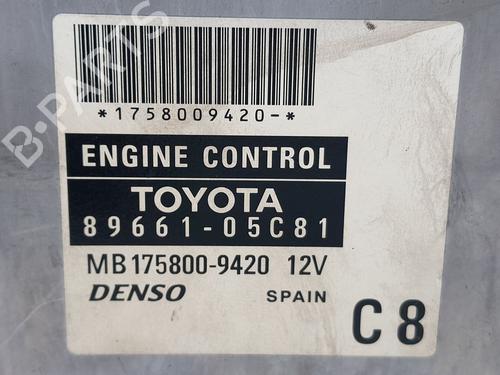 B-PARTS
*1758009420-*
ENGINE CONTROL
TOYOTA
89661-05C81
MB175800-9420 12V
DENSO SPAIN
C8